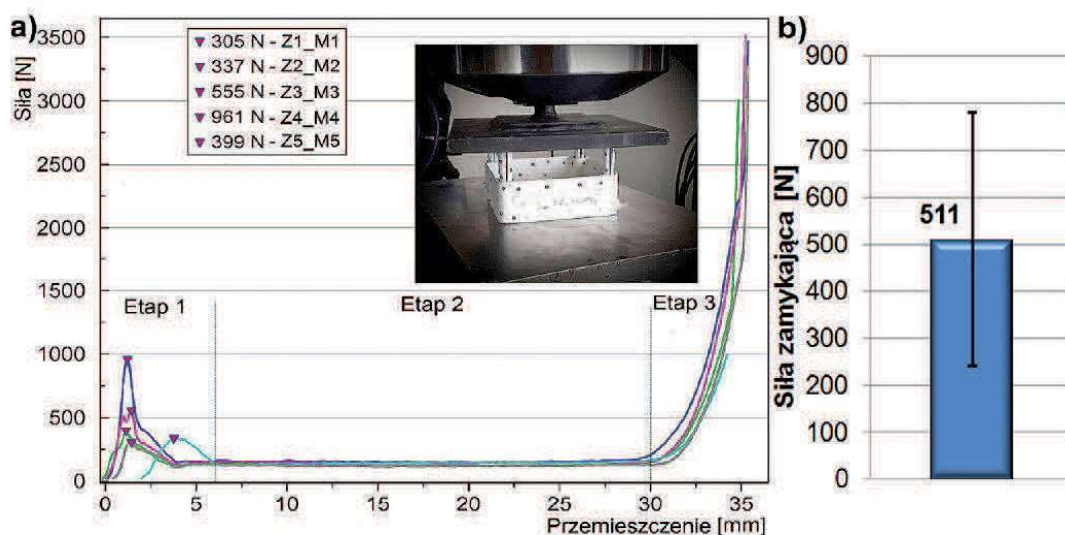 a)
Siła [N]
3500
3000
2500
2000
1500
1000
500
0
305 N - Z1_M1
337 N - Z2_M2
555 N - Z3_M3
961 N - Z4_M4
399 N - Z5_M5
Etap 1
Etap 2
Etap 3
0
5
10
15
20
25
30
35
Przemieszczenie [mm]
b)
Siła zamykająca [N]
900
800
700
600
500
400
300
200
100
0
511